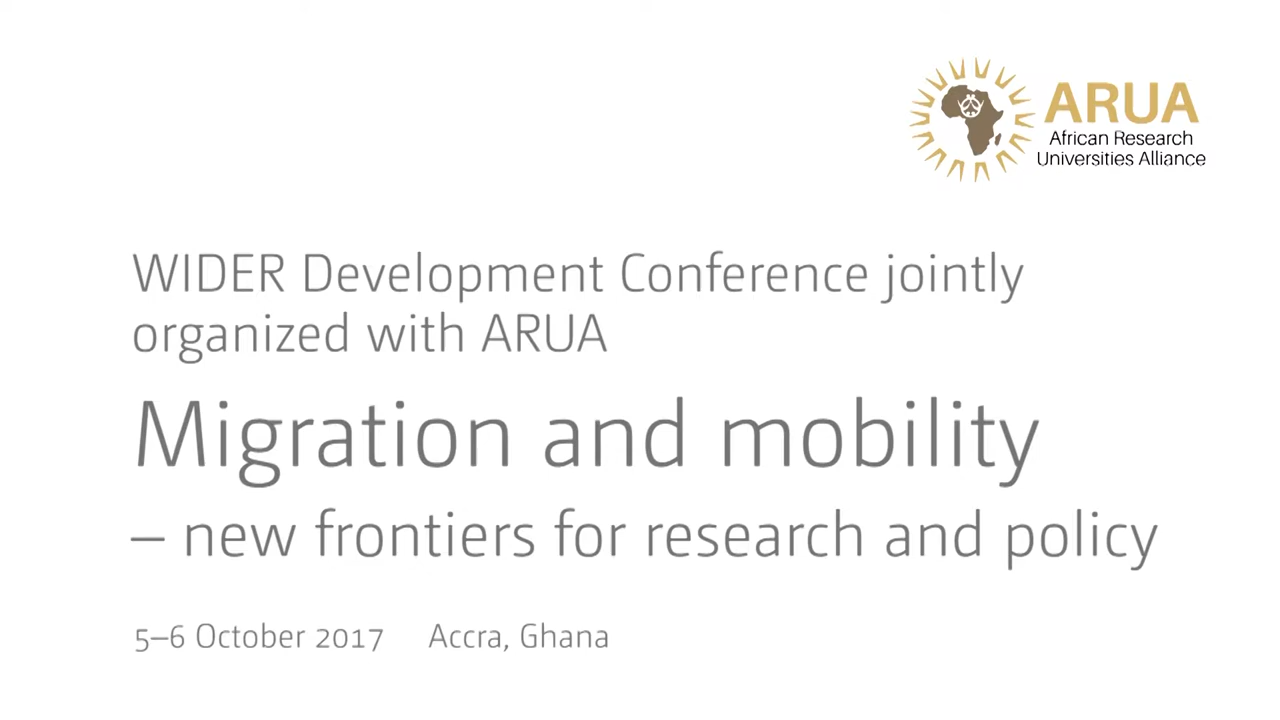 ARUA
African Research
Universities Alliance
WIDER Development Conference jointly
organized with ARUA
Migration and mobility
– new frontiers for research and policy
5–6 October 2017 Accra, Ghana